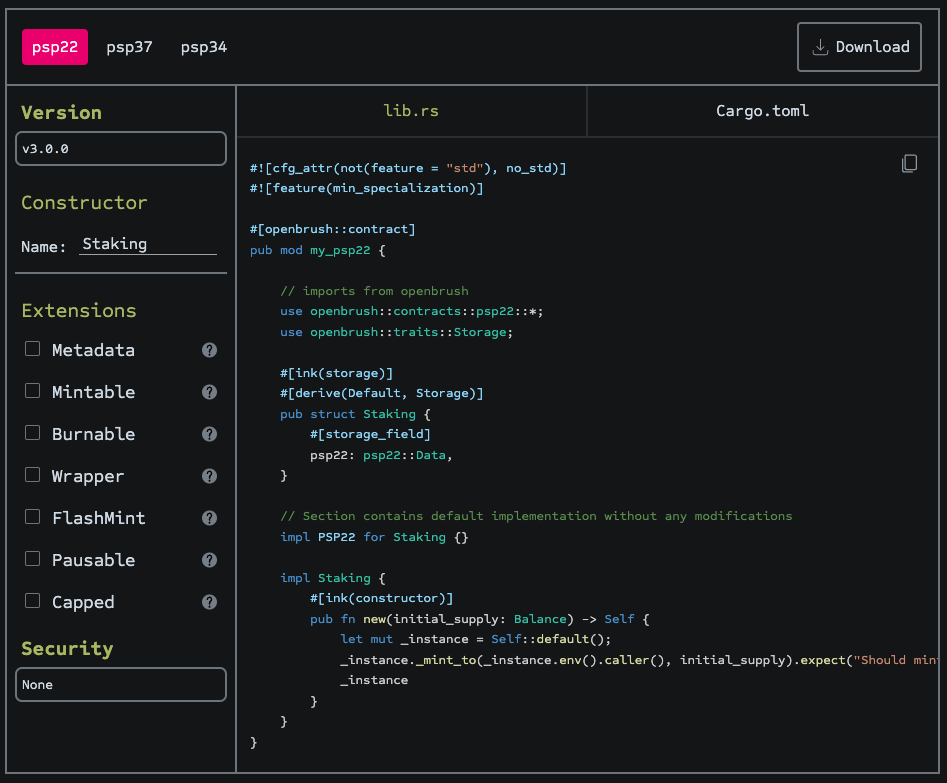 psp22 psp37 psp34 Download
Version
v3.0.0
Constructor
Name: Staking
Extensions
Metadata ?
Mintable ?
Burnable ?
Wrapper ?
FlashMint ?
Pausable ?
Capped ?
Security
None
lib.rs Cargo.toml
#![cfg_attr(not(feature = "std"), no_std)]
#![feature(min_specialization)]

#[openbrush::contract]
pub mod my_psp22 {

    // imports from openbrush
    use openbrush::contracts::psp22::*;
    use openbrush::traits::Storage;

    #[ink(storage)]
    #[derive(Default, Storage)]
    pub struct Staking {
        #[storage_field]
        psp22: psp22::Data,
    }

    // Section contains default implementation without any modifications
    impl PSP22 for Staking {}

    impl Staking {
        #[ink(constructor)]
        pub fn new(initial_supply: Balance) -> Self {
            let mut _instance = Self::default();
            _instance._mint_to(_instance.env().caller(), initial_supply).expect("Should min
            _instance
        }
    }
}